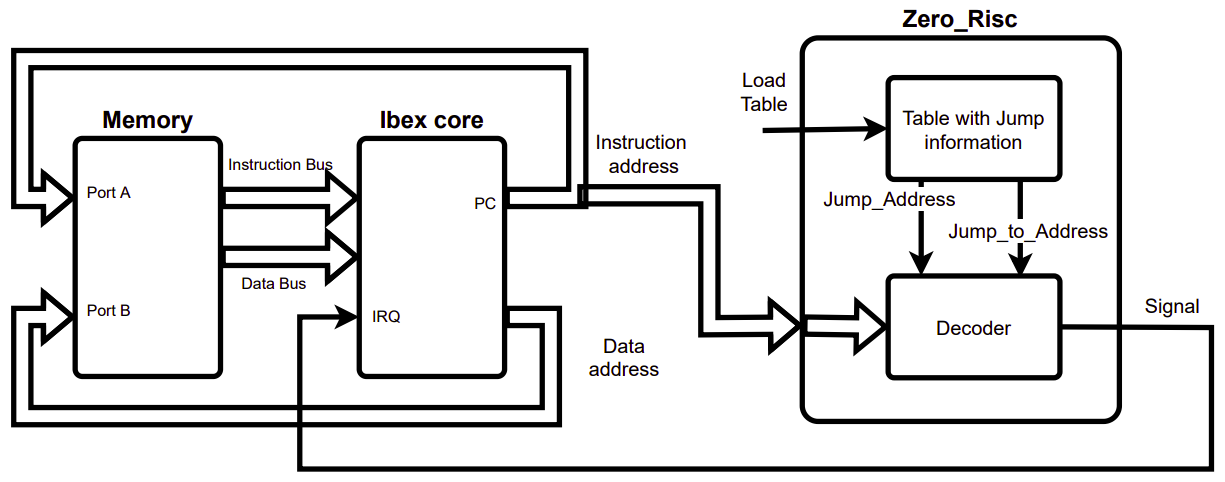 Zero_Risc
Load
Table
Table with Jump
information
Memory
Ibex core
Instruction Bus
Instruction
address
Port A
PC
Jump_Address
Jump_to_Address
Data Bus
Port B
IRQ
Decoder
Signal
Data
address